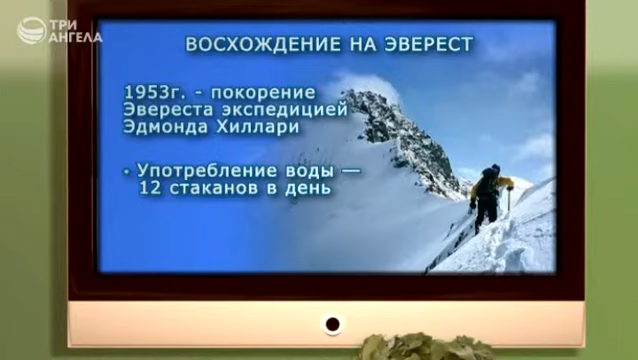 ТРИ
АНГЕЛА
ВОСХОЖДЕНИЕ НА ЭВЕРЕСТ
1953г. - покорение
Эвереста экспедицией
Эдмонда Хиллари
• Употребление воды —
12 стаканов в день